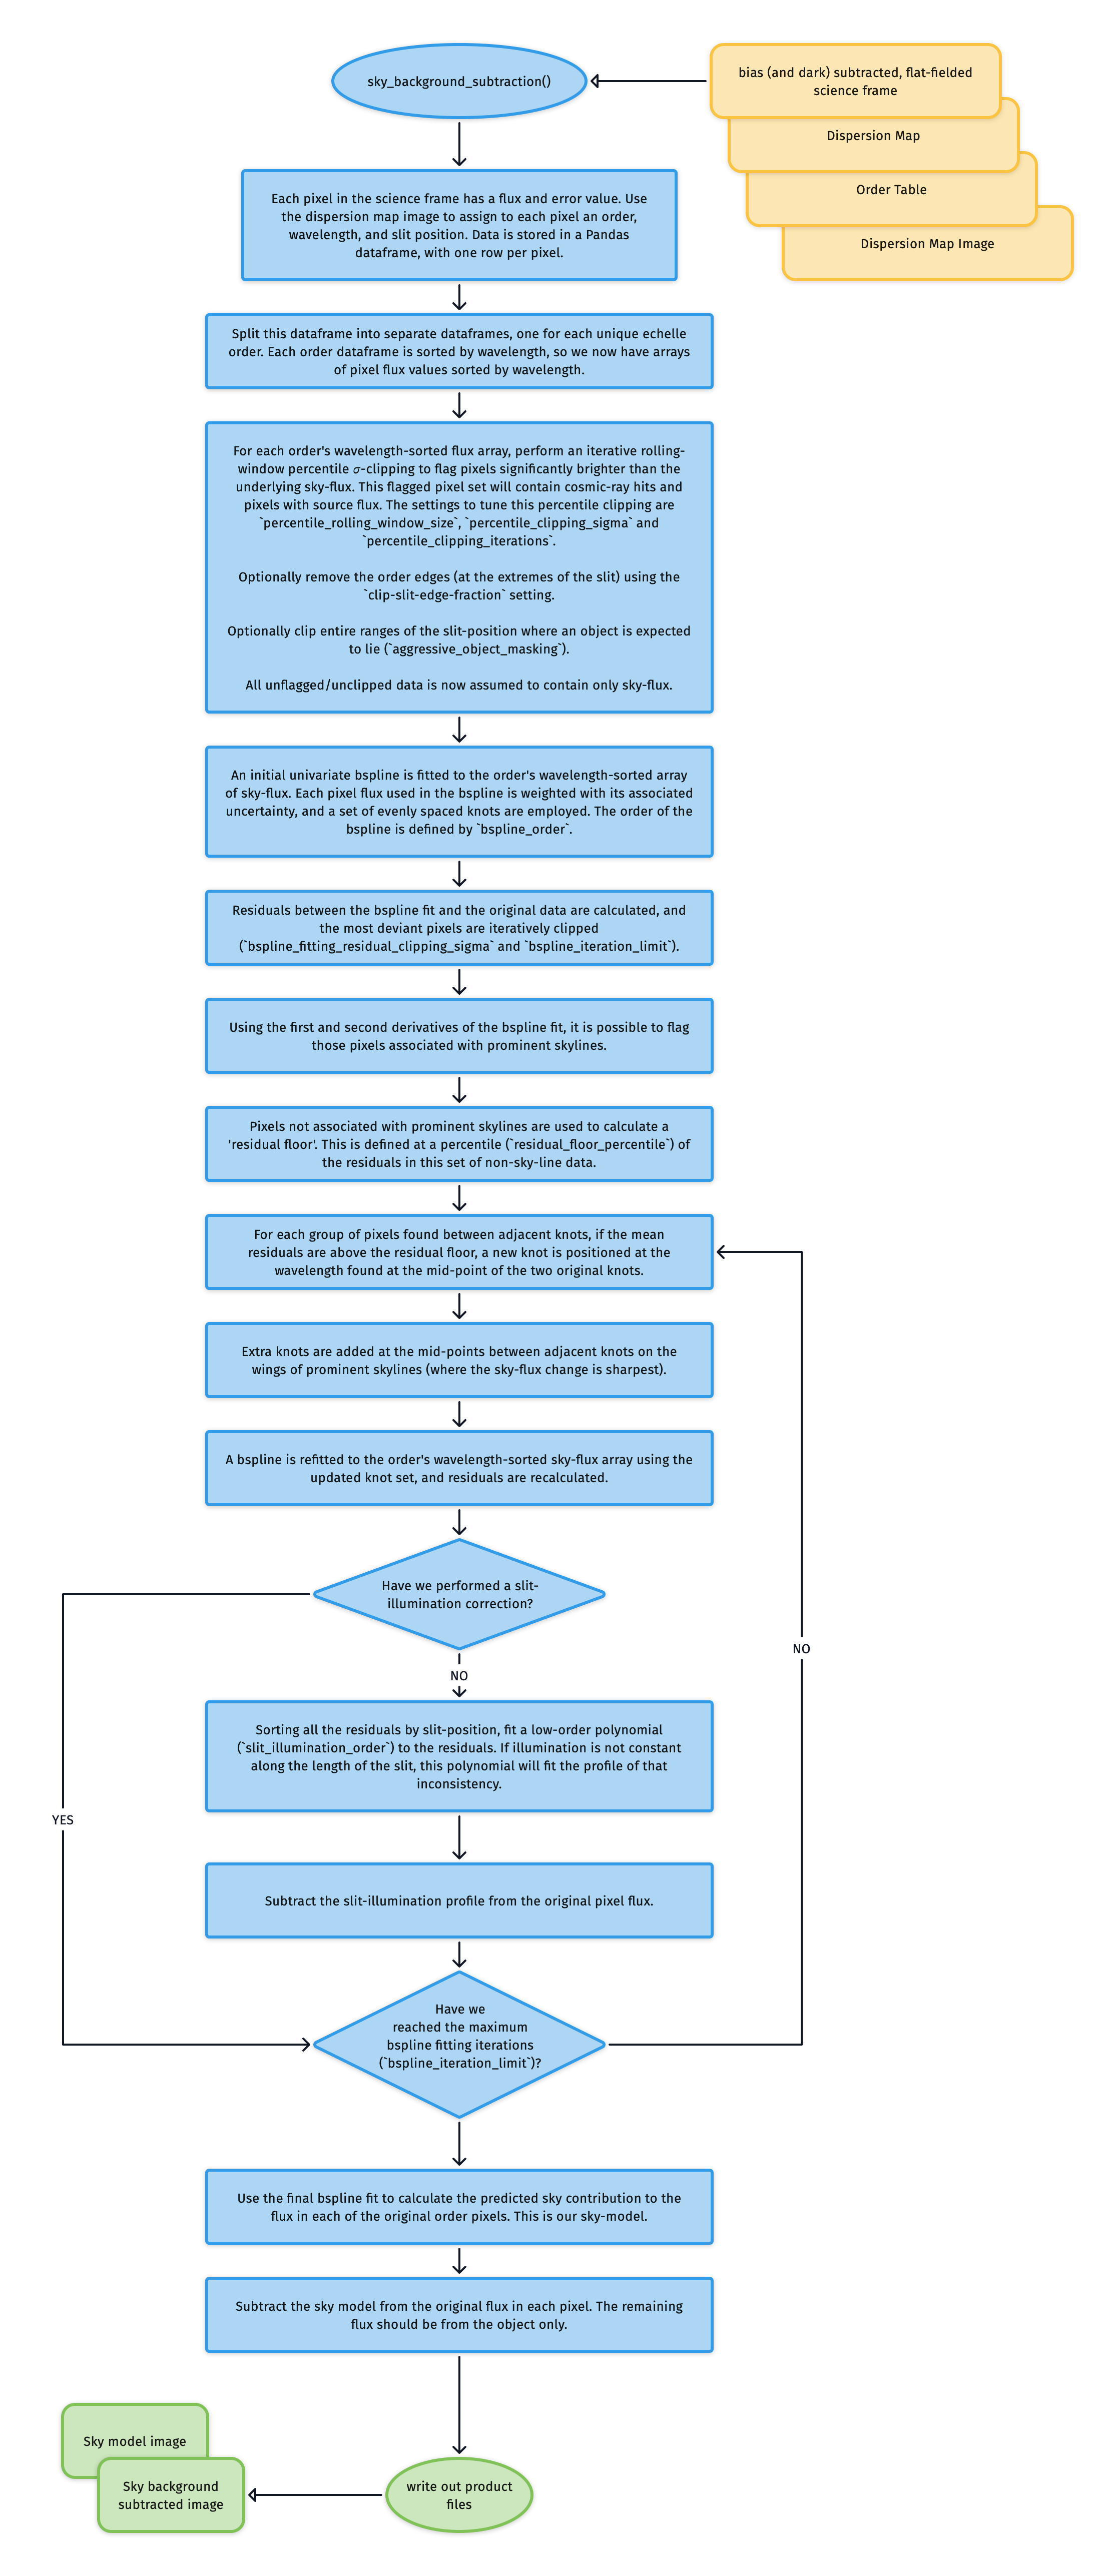 sky_background_subtraction()
bias (and dark) subtracted, flat-fielded
science frame
Dispersion Map
Order Table
Dispersion Map Image
Each pixel in the science frame has a flux and error value. Use
the dispersion map image to assign to each pixel an order,
wavelength, and slit position. Data is stored in a Pandas
dataframe, with one row per pixel.
Split this dataframe into separate dataframes, one for each unique echelle
order. Each order dataframe is sorted by wavelength, so we now have arrays
of pixel flux values sorted by wavelength.
For each order's wavelength-sorted flux array, perform an iterative rolling-
window percentile σ-clipping to flag pixels significantly brighter than the
underlying sky-flux. This flagged pixel set will contain cosmic-ray hits and
pixels with source flux. The settings to tune this percentile clipping are
`percentile_rolling_window_size`, `percentile_clipping_sigma` and
`percentile_clipping_iterations`.
Optionally remove the order edges (at the extremes of the slit) using the
`clip-slit-edge-fraction` setting.
Optionally clip entire ranges of the slit-position where an object is expected
to lie (`aggressive_object_masking`).
All unflagged/unclipped data is now assumed to contain only sky-flux.
An initial univariate bspline is fitted to the order's wavelength-sorted array
of sky-flux. Each pixel flux used in the bspline is weighted with its associated
uncertainty, and a set of evenly spaced knots are employed. The order of the
bspline is defined by `bspline_order`.
Residuals between the bspline fit and the original data are calculated, and
the most deviant pixels are iteratively clipped
(`bspline_fitting_residual_clipping_sigma` and `bspline_iteration_limit`).
Using the first and second derivatives of the bspline fit, it is possible to flag
those pixels associated with prominent skylines.
Pixels not associated with prominent skylines are used to calculate a
'residual floor'. This is defined at a percentile (`residual_floor_percentile`) of
the residuals in this set of non-sky-line data.
For each group of pixels found between adjacent knots, if the mean
residuals are above the residual floor, a new knot is positioned at the
wavelength found at the mid-point of the two original knots.
Extra knots are added at the mid-points between adjacent knots on the
wings of prominent skylines (where the sky-flux change is sharpest).
A bspline is refitted to the order's wavelength-sorted sky-flux array using the
updated knot set, and residuals are recalculated.
Have we performed a slit-
illumination correction?
NO
NO
Sorting all the residuals by slit-position, fit a low-order polynomial
(`slit_illumination_order`) to the residuals. If illumination is not constant
along the length of the slit, this polynomial will fit the profile of that
inconsistency.
YES
Subtract the slit-illumination profile from the original pixel flux.
Have we
reached the maximum
bspline fitting iterations
(`bspline_iteration_limit`)?
Use the final bspline fit to calculate the predicted sky contribution to the
flux in each of the original order pixels. This is our sky-model.
Subtract the sky model from the original flux in each pixel. The remaining
flux should be from the object only.
Sky model image
Sky background
subtracted image
write out product
files